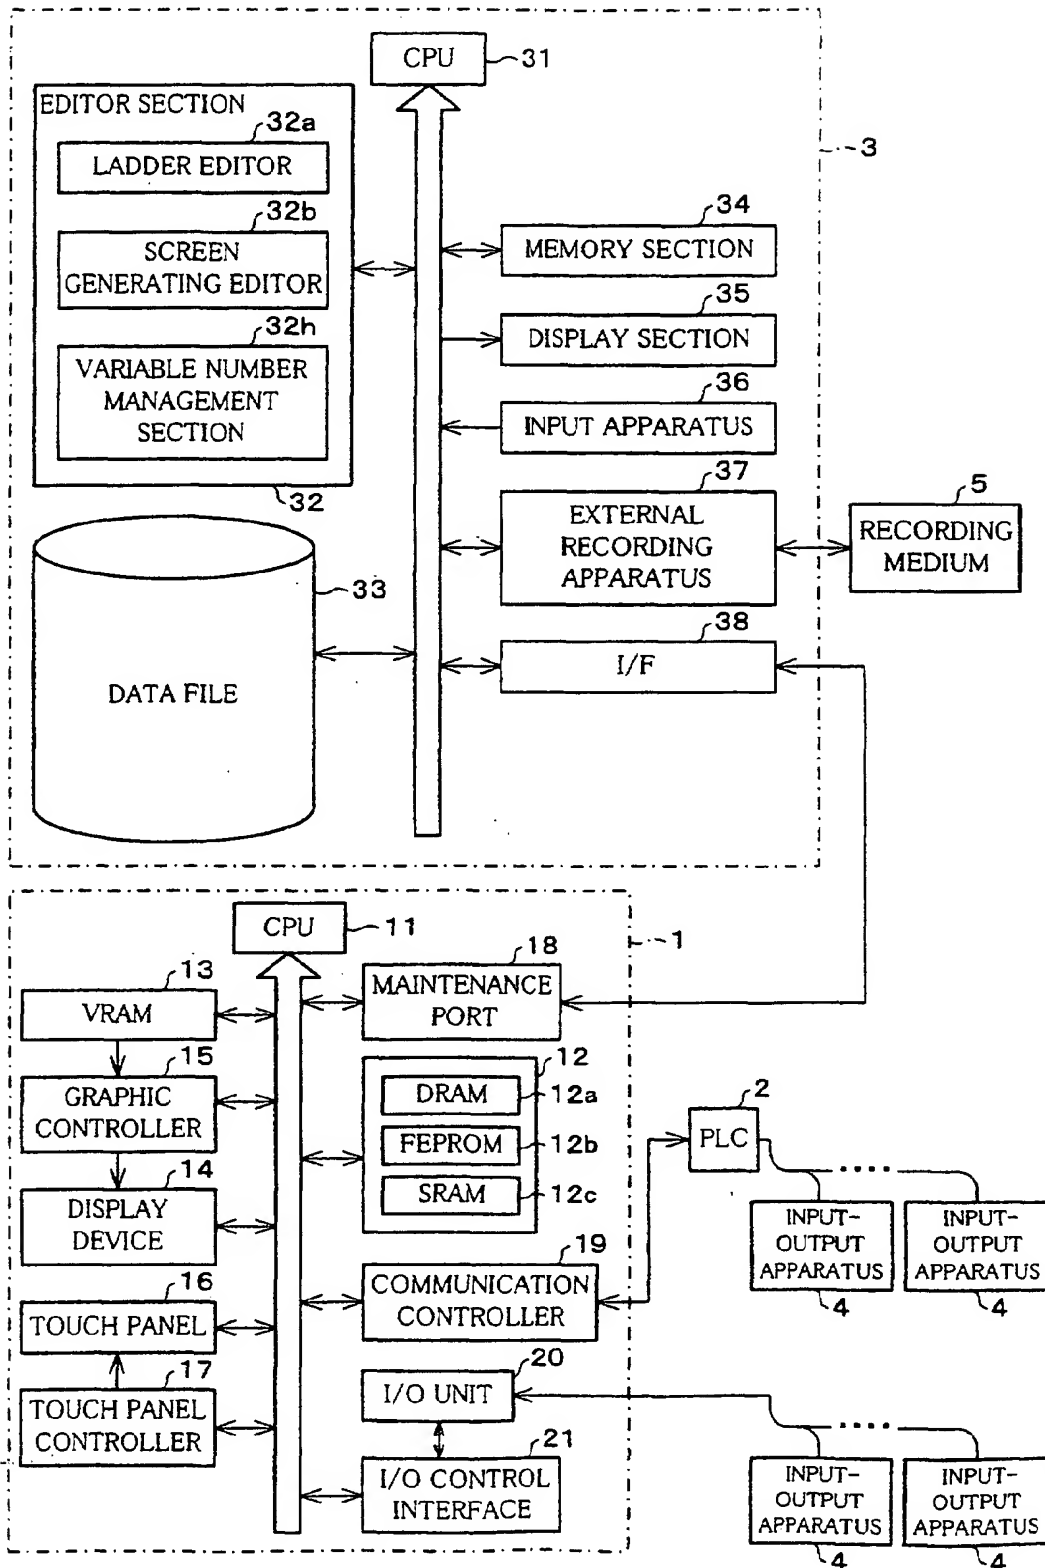 CPU
31
EDITOR SECTION
32a
LADDER EDITOR
32b
SCREEN
GENERATING EDITOR
32h
VARIABLE NUMBER
MANAGEMENT
SECTION
32
3
34
MEMORY SECTION
35
DISPLAY SECTION
36
INPUT APPARATUS
37
EXTERNAL
RECORDING
APPARATUS
5
RECORDING
MEDIUM
33
DATA FILE
38
I/F
CPU
11
1
13
VRAM
18
MAINTENANCE
PORT
15
GRAPHIC
CONTROLLER
12
DRAM
12a
FEPROM
12b
SRAM
12c
2
PLC
14
DISPLAY
DEVICE
INPUT-
OUTPUT
APPARATUS
4
INPUT-
OUTPUT
APPARATUS
4
19
COMMUNICATION
CONTROLLER
16
TOUCH PANEL
17
TOUCH PANEL
CONTROLLER
20
I/O UNIT
21
I/O CONTROL
INTERFACE
INPUT-
OUTPUT
APPARATUS
4
INPUT-
OUTPUT
APPARATUS
4